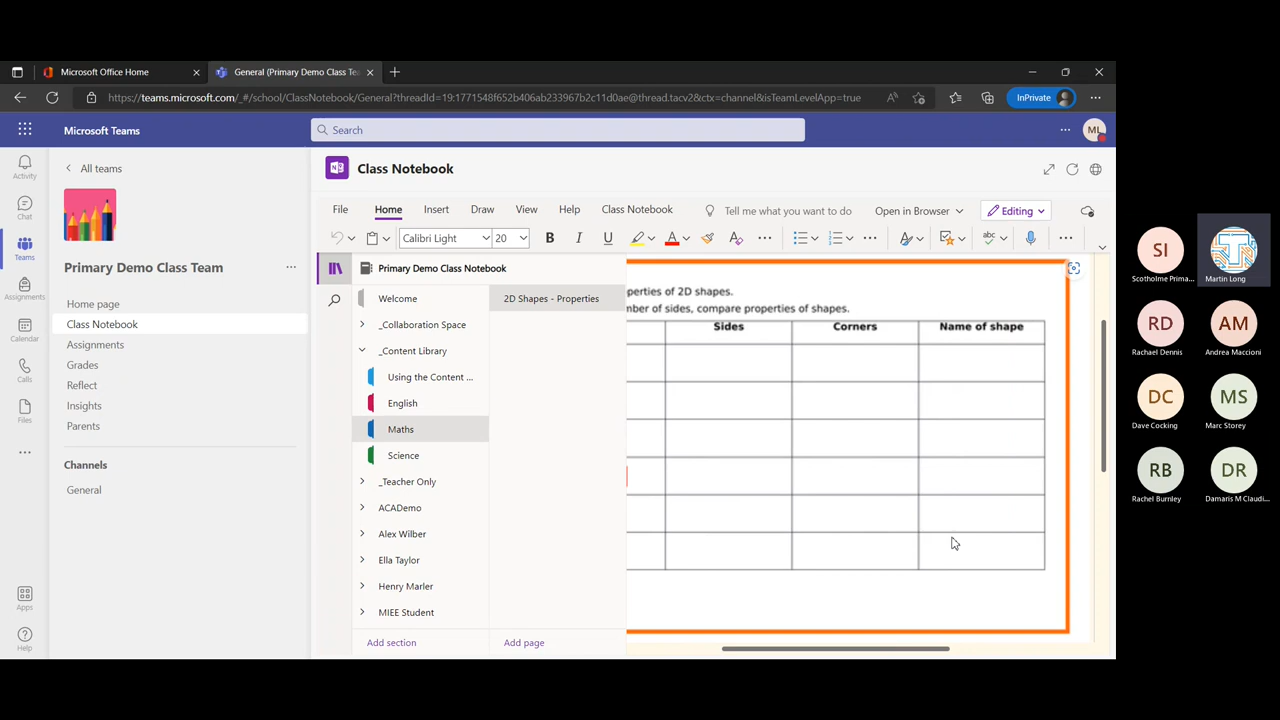 Microsoft Office Home
General (Primary Demo Class Tea
https://teams.microsoft.com/_#/school/ClassNotebook/General?threadId=19:1771548f652b406ab233967b2c11d0ae@thread.tacv2&ctx=channel&isTeamLevelApp=true
InPrivate
Microsoft Teams
Search
ML
Activity
Chat
Teams
Assignments
Calendar
Calls
Files
Apps
Help
All teams
Primary Demo Class Team
Home page
Class Notebook
Assignments
Grades
Reflect
Insights
Parents
Channels
General
Class Notebook
File
Home
Insert
Draw
View
Help
Class Notebook
Tell me what you want to do
Open in Browser
Editing
Calibri Light
20
B
I
U
A
abc
Primary Demo Class Notebook
Welcome
_Collaboration Space
_Content Library
Using the Content ...
English
Maths
Science
_Teacher Only
ACADemo
Alex Wilber
Ella Taylor
Henry Marler
MIEE Student
Add section
2D Shapes - Properties
Add page
perties of 2D shapes.
mber of sides, compare properties of shapes.
Sides Corners Name of shape
SI
Scotholme Prima...
Martin Long
RD
Rachael Dennis
AM
Andrea Maccioni
DC
Dave Cocking
MS
Marc Storey
RB
Rachel Burnley
DR
Damaris M Claudi...